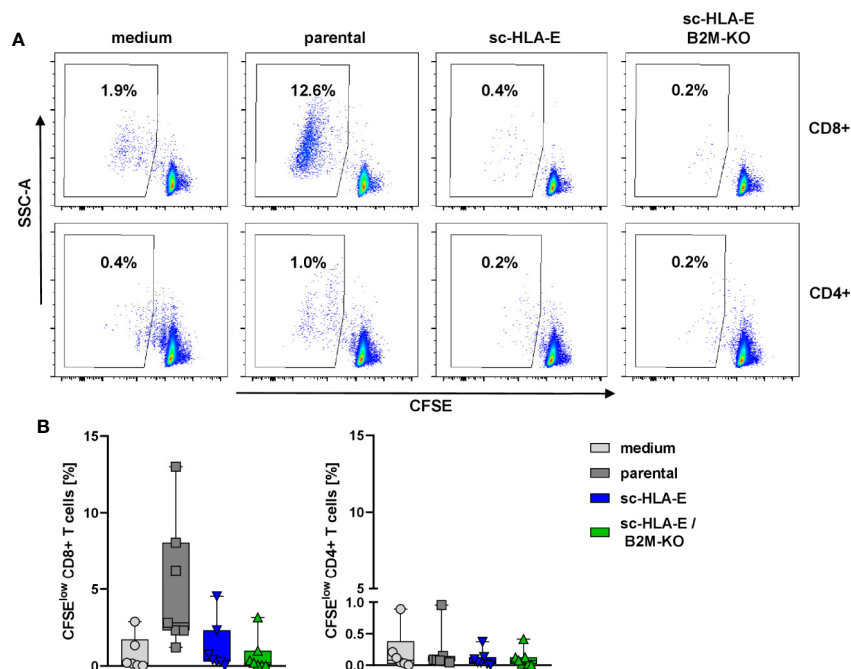 A
medium
parental
sc-HLA-E
sc-HLA-E
B2M-KO
1.9%
12.6%
0.4%
0.2%
CD8+
SSC-A
0.4%
1.0%
0.2%
0.2%
CD4+
CFSE
B
15
10
5
0
CFSElow CD8+ T cells [%]
15
10
5
1.0
0.5
0.0
CFSElow CD4+ T cells [%]
medium
parental
sc-HLA-E
sc-HLA-E /
B2M-KO